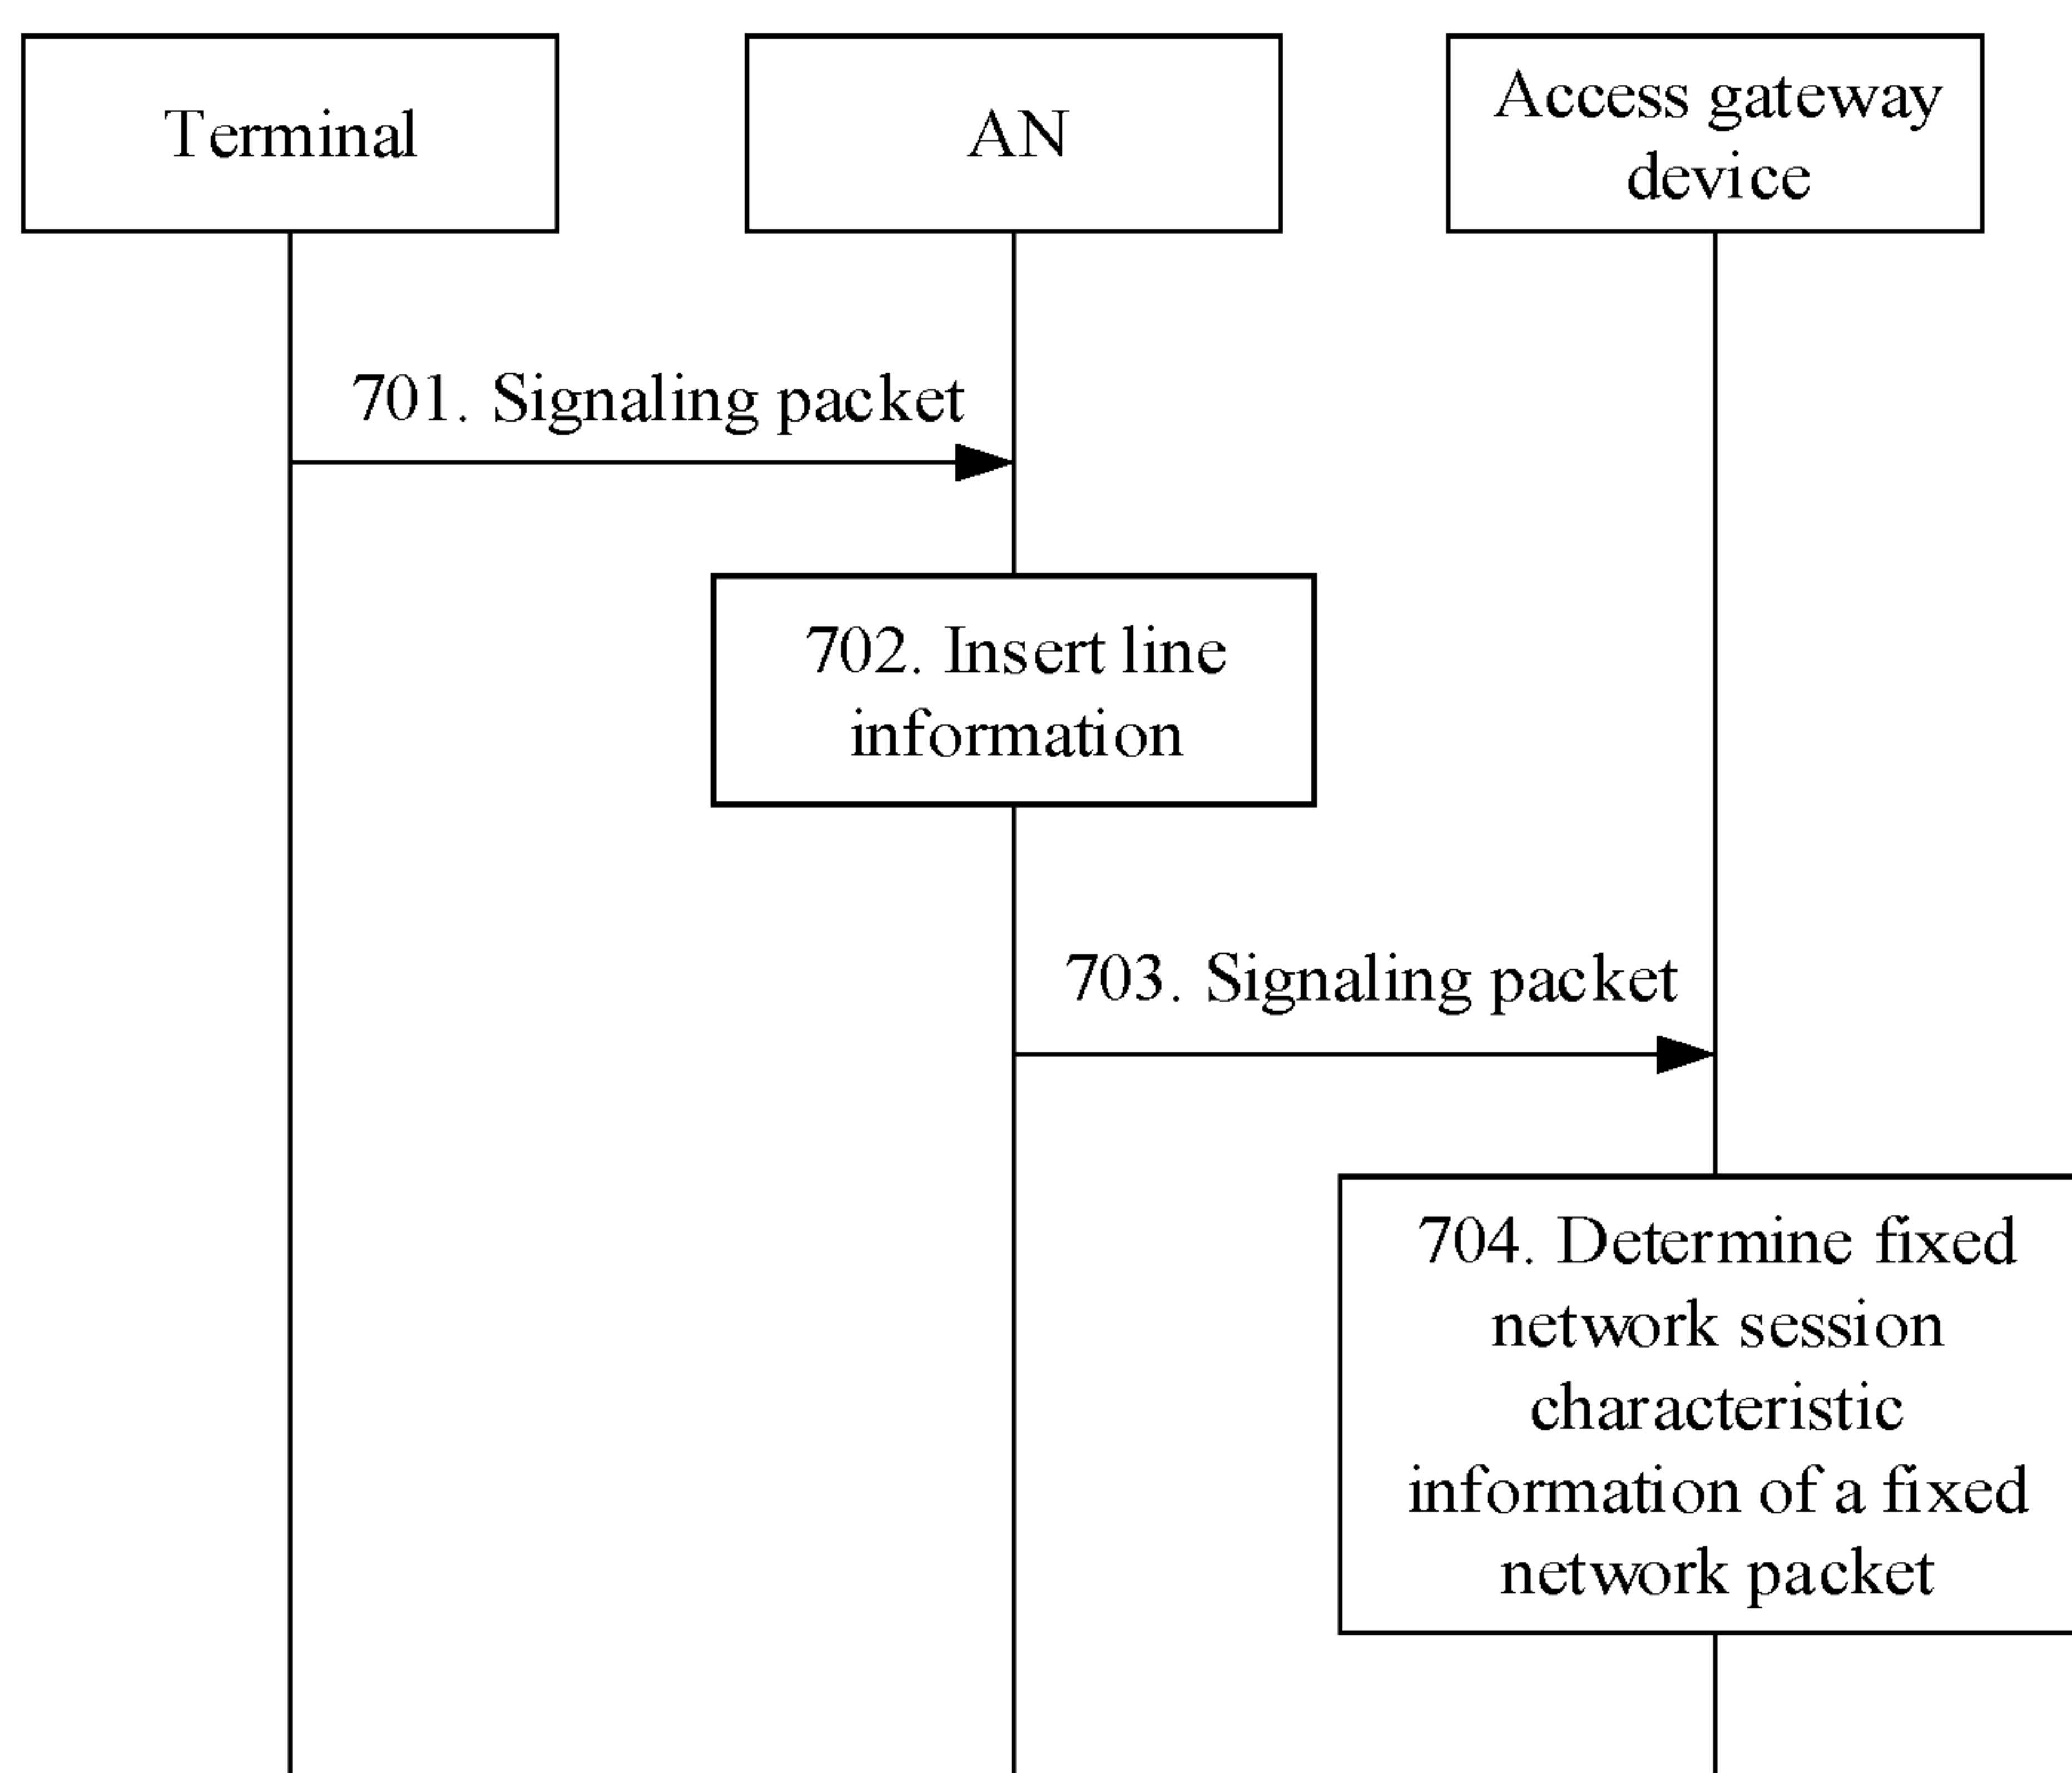 Terminal
AN
Access gateway
device
701. Signaling packet
702. Insert line
information
703. Signaling packet
704. Determine fixed
network session
characteristic
information of a fixed
network packet